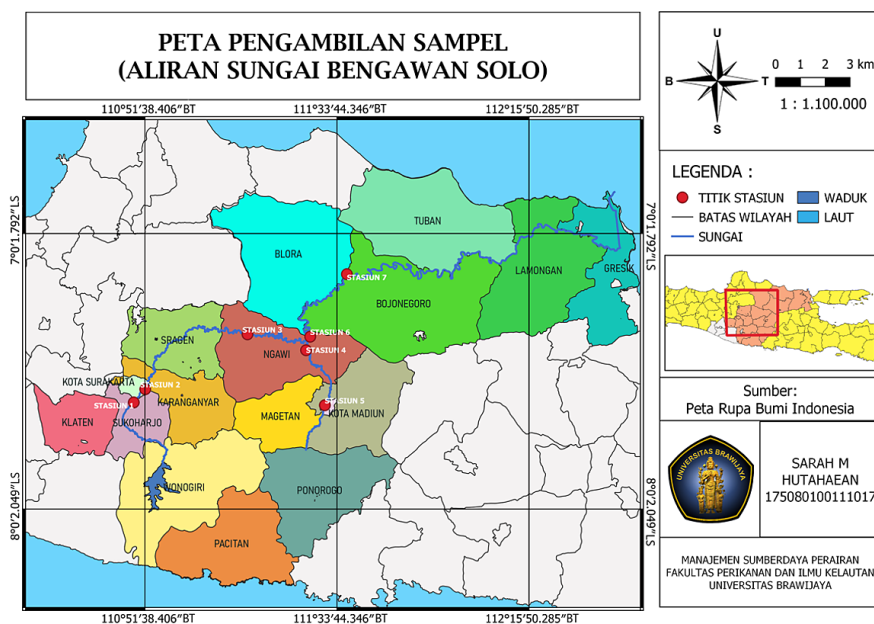 PETA PENGAMBILAN SAMPEL
(ALIRAN SUNGAI BENGAWAN SOLO)
110°51'38.406"BT
111°33'44.346"BT
112°15'50.285"BT
7°0'1.792"LS
7°0'1.792"LS
8°0'2.049"LS
8°0'2.049"LS
TUBAN
BLORA
LAMONGAN
GRESIK
STASIUN 7
BOJONEGORO
SRAGEN
STASIUN 3
STASIUN 6
NGAWI
STASIUN 4
KOTA SURAKARTA
STASIUN 2
STASIUN
KARANGANYAR
STASIUN 5
KLATEN
SUKOHARJO
MAGETAN
KOTA MADIUN
WONOGIRI
PONOROGO
PACITAN
110°51'38.406"BT
111°33'44.346"BT
112°15'50.285"BT
U
B
T
S
0 1 2 3 km
1 : 1.100.000
LEGENDA :
TITIK STASIUN
WADUK
BATAS WILAYAH
LAUT
SUNGAI
Sumber:
Peta Rupa Bumi Indonesia
UNIVERSITAS BRAWIJAYA
SARAH M
HUTAHAEAN
175080100111017
MANAJEMEN SUMBERDAYA PERAIRAN
FAKULTAS PERIKANAN DAN ILMU KELAUTAN
UNIVERSITAS BRAWIJAYA